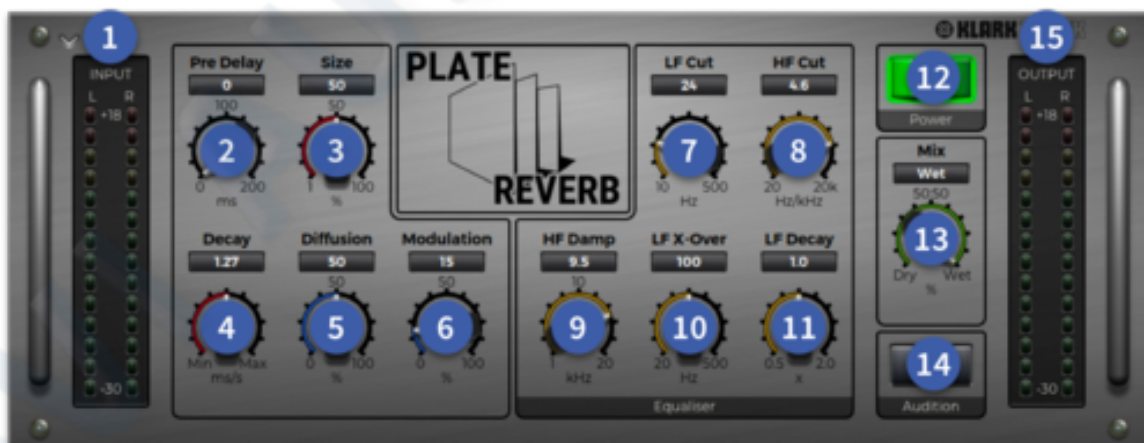 1
KLARK
15
INPUT
L R
+18
-30
Pre Delay
0
100
2
0 200
ms
Size
50
50
3
1 100
%
PLATE
REVERB
LF Cut
24
7
10 500
Hz
HF Cut
4.6
8
20 20k
Hz/kHz
12
Power
OUTPUT
L R
+18
-30
Mix
Wet
50:50
13
Dry Wet
%
Decay
1.27
4
Min Max
ms/s
Diffusion
50
50
5
0 100
%
Modulation
15
50
6
0 100
%
HF Damp
9.5
10
9
1 20
kHz
LF X-Over
100
10
20 500
Hz
LF Decay
1.0
11
0.5 2.0
x
Equaliser
14
Audition